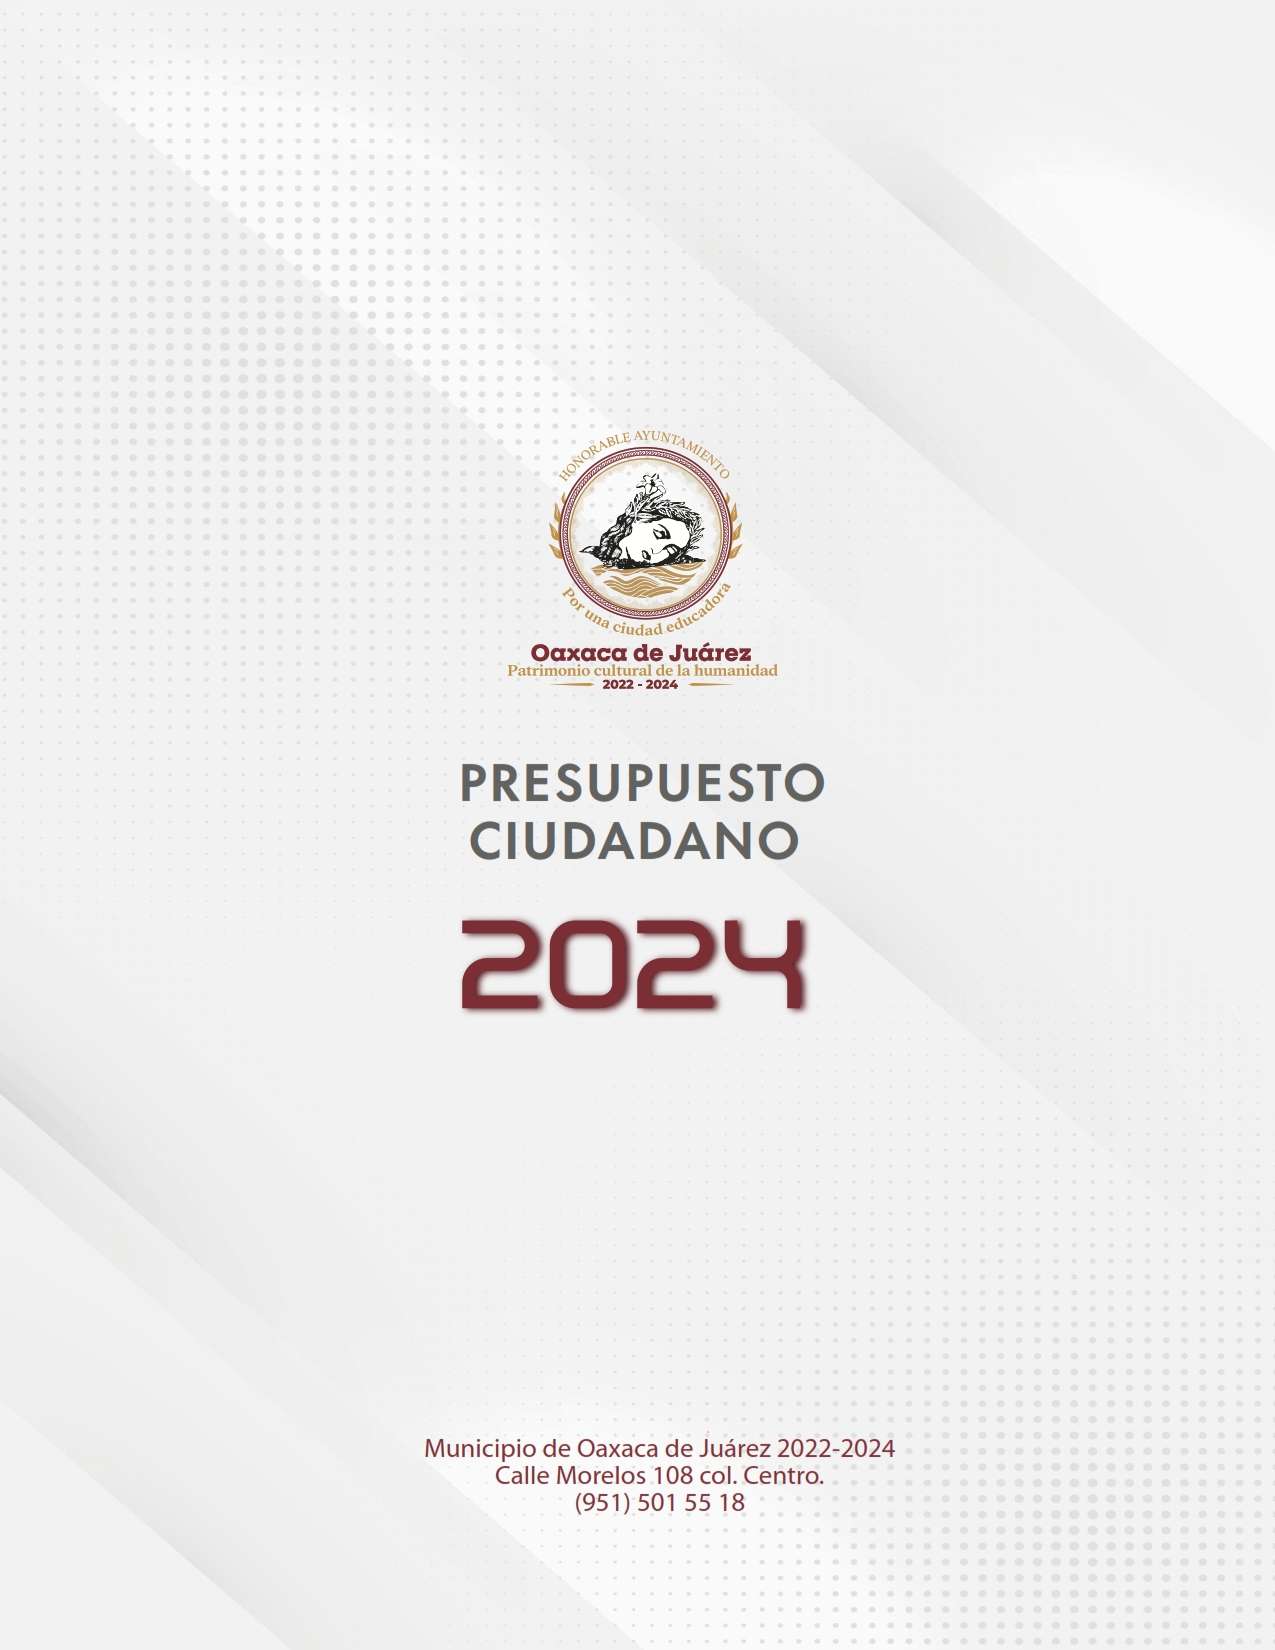 HONORABLE AYUNTAMIENTO
Por una ciudad educadora
Oaxaca de Juárez
Patrimonio cultural de la humanidad
2022 - 2024
PRESUPUESTO
CIUDADANO
2024
Municipio de Oaxaca de Juárez 2022-2024
Calle Morelos 108 col. Centro.
(951) 501 55 18